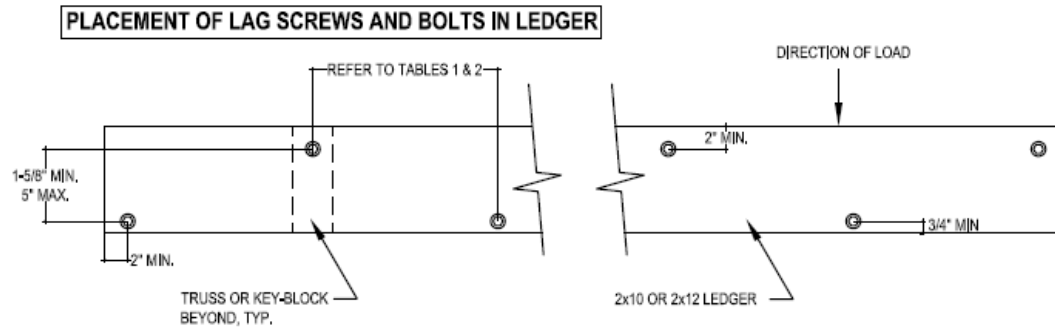 PLACEMENT OF LAG SCREWS AND BOLTS IN LEDGER
DIRECTION OF LOAD
REFER TO TABLES 1 & 2
2" MIN.
1-5/8" MIN.
5" MAX.
3/4" MIN
2" MIN.
TRUSS OR KEY-BLOCK
BEYOND, TYP.
2x10 OR 2x12 LEDGER